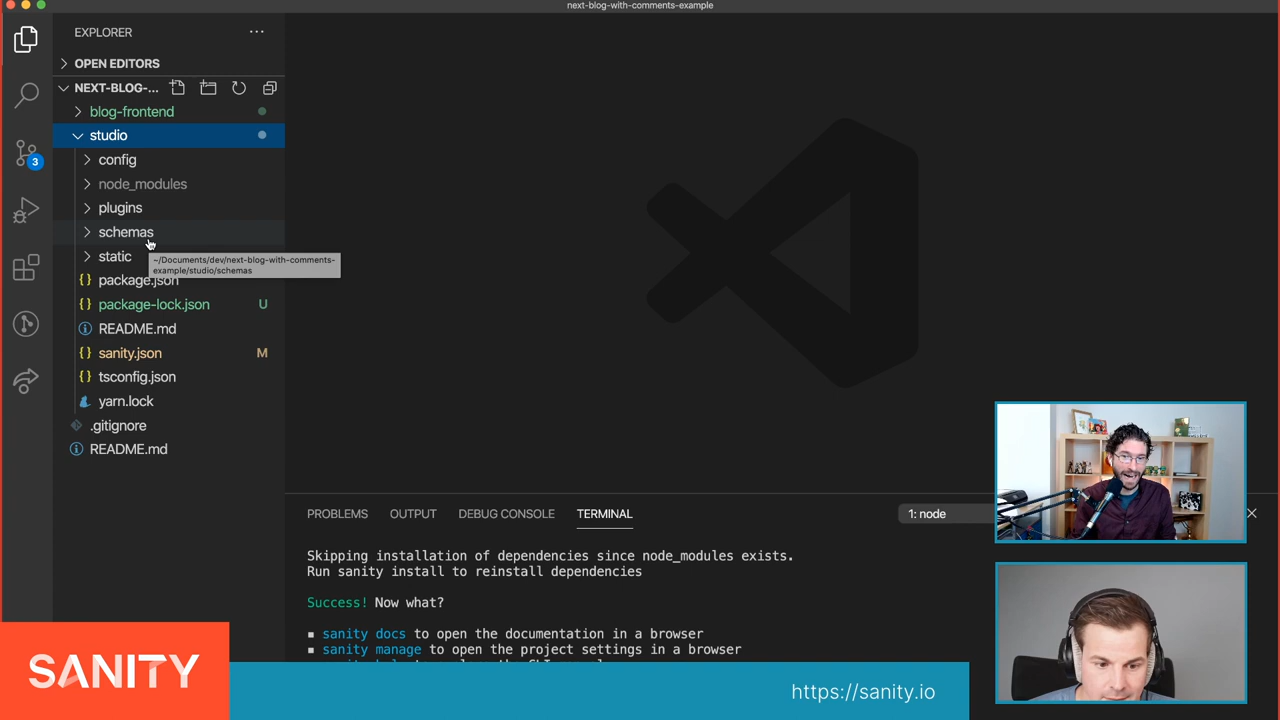 next-blog-with-comments-example
EXPLORER
OPEN EDITORS
NEXT-BLOG-...
blog-frontend
studio
config
node_modules
plugins
schemas
static
~/Documents/dev/next-blog-with-comments-
example/studio/schemas
package.json
package-lock.json U
README.md
sanity.json M
tsconfig.json
yarn.lock
.gitignore
README.md
3
PROBLEMS OUTPUT DEBUG CONSOLE TERMINAL
1: node
Skipping installation of dependencies since node_modules exists.
Run sanity install to reinstall dependencies
Success! Now what?
▪ sanity docs to open the documentation in a browser
▪ sanity manage to open the project settings in a browser
SANITY
https://sanity.io